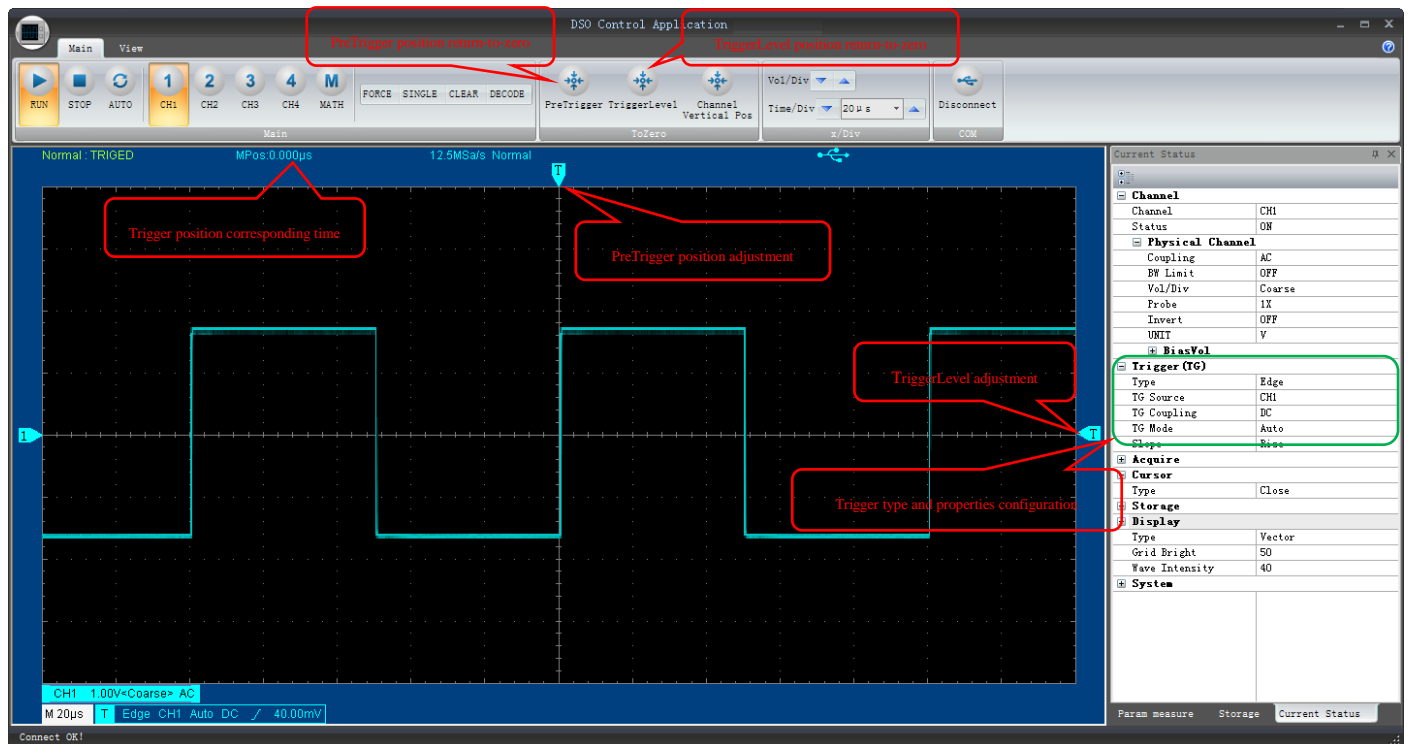 DSO Control Application
Main View
PreTrigger position return-to-zero
TriggerLevel position return-to-zero
RUN STOP AUTO
1 2 3 4 M
CH1 CH2 CH3 CH4 MATH
FORCE SINGLE CLEAR DECODE
Main
PreTrigger TriggerLevel Channel
Vertical Pos
ToZero
Vol/Div
Time/Div 20μs
x/Div
Disconnect
COM
Normal : TRIGED MPos:0.000μs 12.5MSa/s Normal
T
Trigger position corresponding time
PreTrigger position adjustment
TriggerLevel adjustment
1
T
Trigger type and properties configuration
CH1 1.00V<Coarse> AC
M 20μs T Edge CH1 Auto DC 40.00mV
Connect OK!
Current Status
Channel
Channel CH1
Status ON
Physical Channel
Coupling AC
BW Limit OFF
Vol/Div Coarse
Probe 1X
Invert OFF
UNIT V
BiasVol
Trigger(TG)
Type Edge
TG Source CH1
TG Coupling DC
TG Mode Auto
Slope Rise
Acquire
Cursor
Type Close
Storage
Display
Type Vector
Grid Bright 50
Wave Intensity 40
System
Param measure Storage Current Status